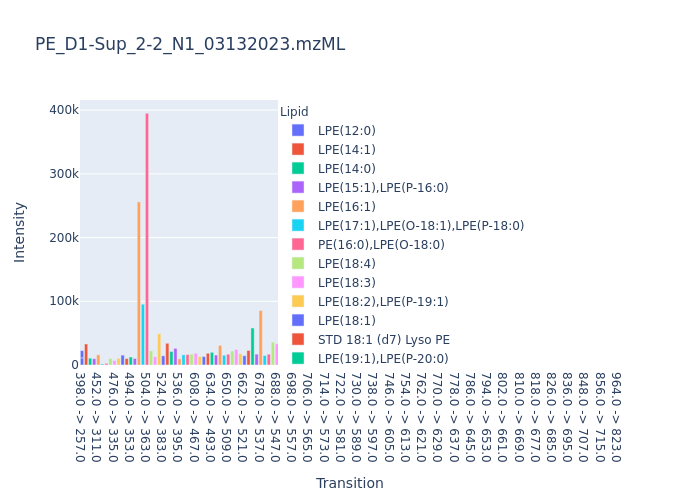 PE_D1-Sup_2-2_N1_03132023.mzML
Intensity
400k
300k
200k
100k
0
Lipid
LPE(12:0)
LPE(14:1)
LPE(14:0)
LPE(15:1),LPE(P-16:0)
LPE(16:1)
LPE(17:1),LPE(O-18:1),LPE(P-18:0)
PE(16:0),LPE(O-18:0)
LPE(18:4)
LPE(18:3)
LPE(18:2),LPE(P-19:1)
LPE(18:1)
STD 18:1 (d7) Lyso PE
LPE(19:1),LPE(P-20:0)
398.0 -> 257.0
452.0 -> 311.0
476.0 -> 335.0
494.0 -> 353.0
504.0 -> 363.0
524.0 -> 383.0
536.0 -> 395.0
608.0 -> 467.0
634.0 -> 493.0
650.0 -> 509.0
662.0 -> 521.0
678.0 -> 537.0
688.0 -> 547.0
698.0 -> 557.0
706.0 -> 565.0
714.0 -> 573.0
722.0 -> 581.0
730.0 -> 589.0
738.0 -> 597.0
746.0 -> 605.0
754.0 -> 613.0
762.0 -> 621.0
770.0 -> 629.0
778.0 -> 637.0
786.0 -> 645.0
794.0 -> 653.0
802.0 -> 661.0
810.0 -> 669.0
818.0 -> 677.0
826.0 -> 685.0
836.0 -> 695.0
848.0 -> 707.0
856.0 -> 715.0
964.0 -> 823.0
Transition